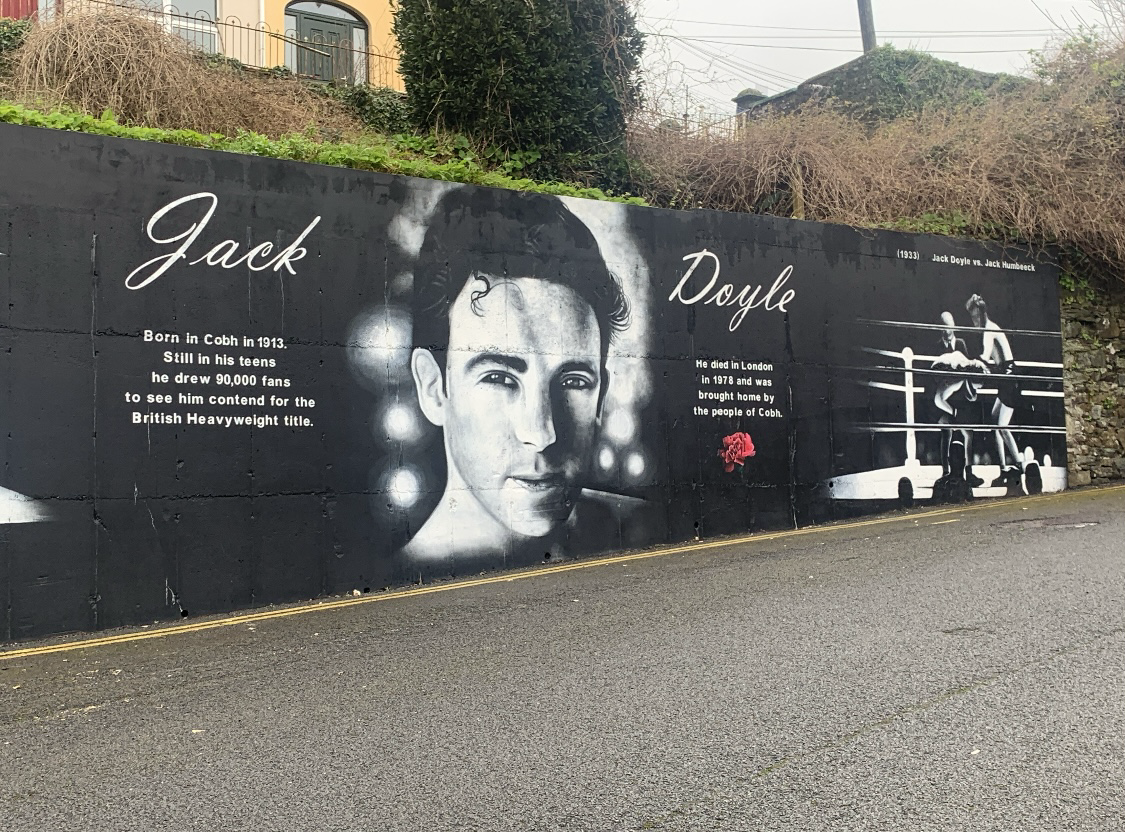 Jack
Born in Cobh in 1913.
Still in his teens
he drew 90,000 fans
to see him contend for the
British Heavyweight title.
Doyle
He died in London
in 1978 and was
brought home by
the people of Cobh.
(1933) Jack Doyle vs. Jack Humbeeck